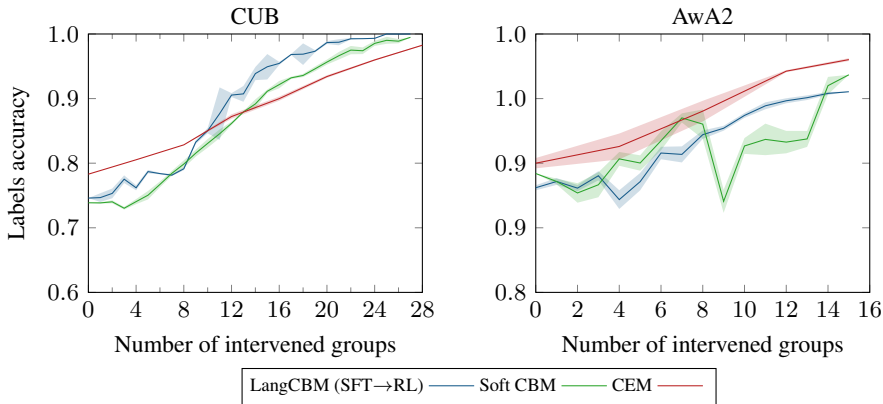 CUB
AwA2
Labels accuracy
1.0
0.9
0.8
0.7
0.6
0 4 8 12 16 20 24 28
Number of intervened groups
1.0
1.0
0.9
0.9
0.8
0 2 4 6 8 10 12 14 16
Number of intervened groups
LangCBM (SFT→RL) Soft CBM CEM